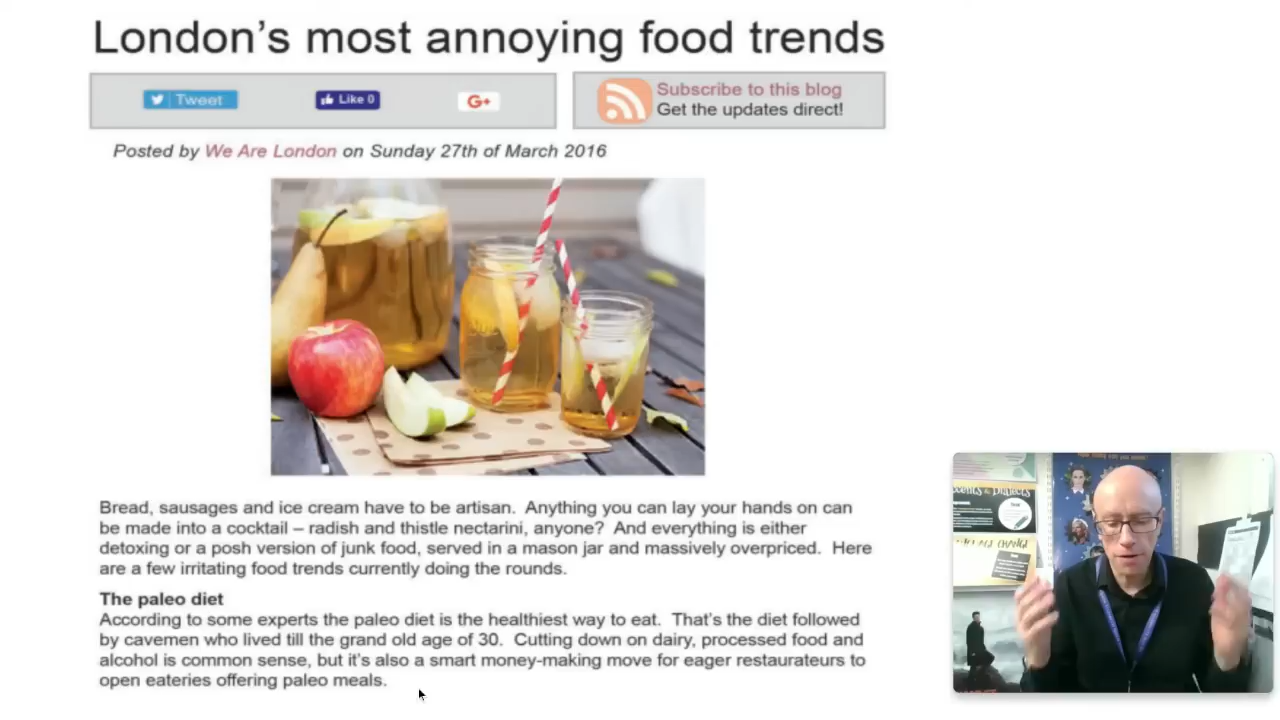 London's most annoying food trends
Tweet
Like 0
G+
Subscribe to this blog
Get the updates direct!
Posted by We Are London on Sunday 27th of March 2016
Bread, sausages and ice cream have to be artisan. Anything you can lay your hands on can
be made into a cocktail – radish and thistle nectarini, anyone? And everything is either
detoxing or a posh version of junk food, served in a mason jar and massively overpriced. Here
are a few irritating food trends currently doing the rounds.
The paleo diet
According to some experts the paleo diet is the healthiest way to eat. That's the diet followed
by cavemen who lived till the grand old age of 30. Cutting down on dairy, processed food and
alcohol is common sense, but it's also a smart money-making move for eager restaurateurs to
open eateries offering paleo meals.